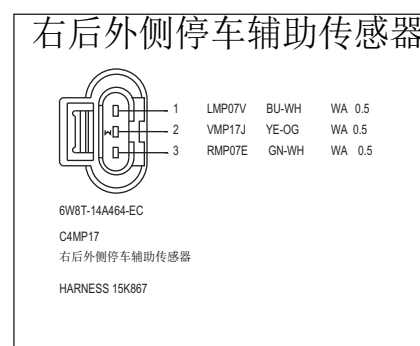 右后外侧停车辅助传感器
1 LMP07V BU-WH WA 0.5
2 VMP17J YE-OG WA 0.5
3 RMP07E GN-WH WA 0.5
6W8T-14A464-EC
C4MP17
右后外侧停车辅助传感器
HARNESS 15K867